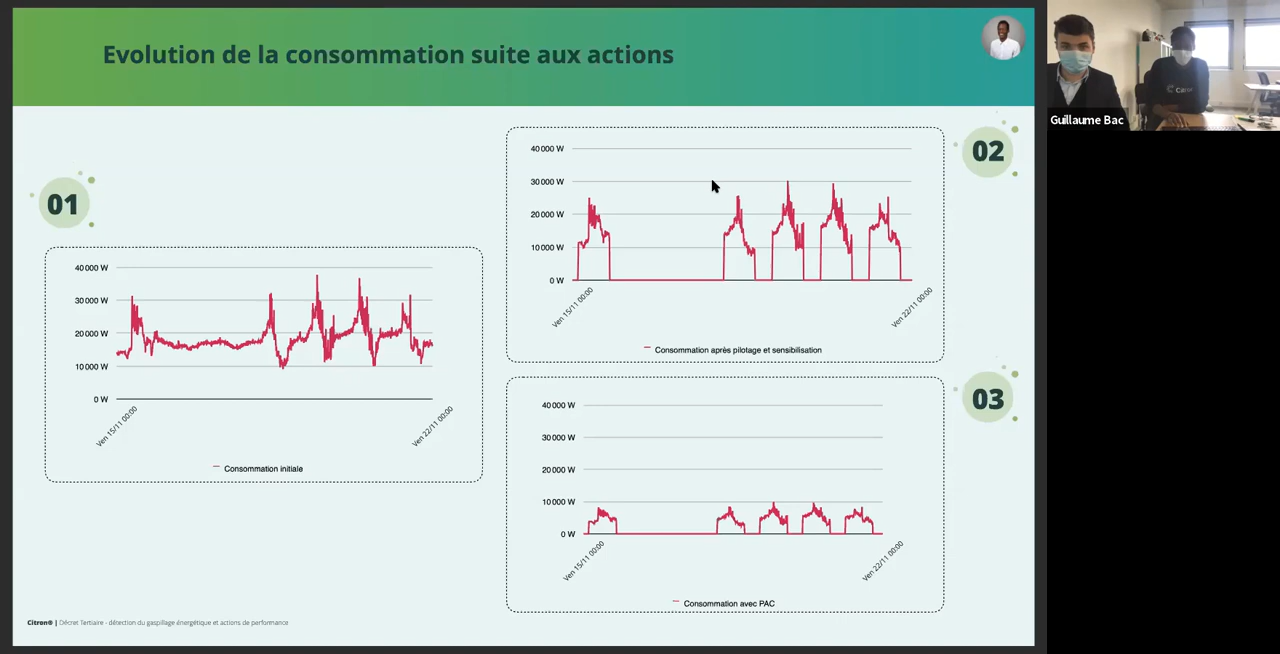 Evolution de la consommation suite aux actions
01
40 000 W
30 000 W
20 000 W
10 000 W
0 W
Ven 15/11 00:00
Ven 22/11 00:00
Consommation initiale
02
40 000 W
30 000 W
20 000 W
10 000 W
0 W
Ven 15/11 00:00
Ven 22/11 00:00
Consommation après pilotage et sensibilisation
03
40 000 W
30 000 W
20 000 W
10 000 W
0 W
Ven 15/11 00:00
Ven 22/11 00:00
Consommation avec PAC
Citron® | Décret Tertiaire - détection du gaspillage énergétique et actions de performance
Guillaume Bac